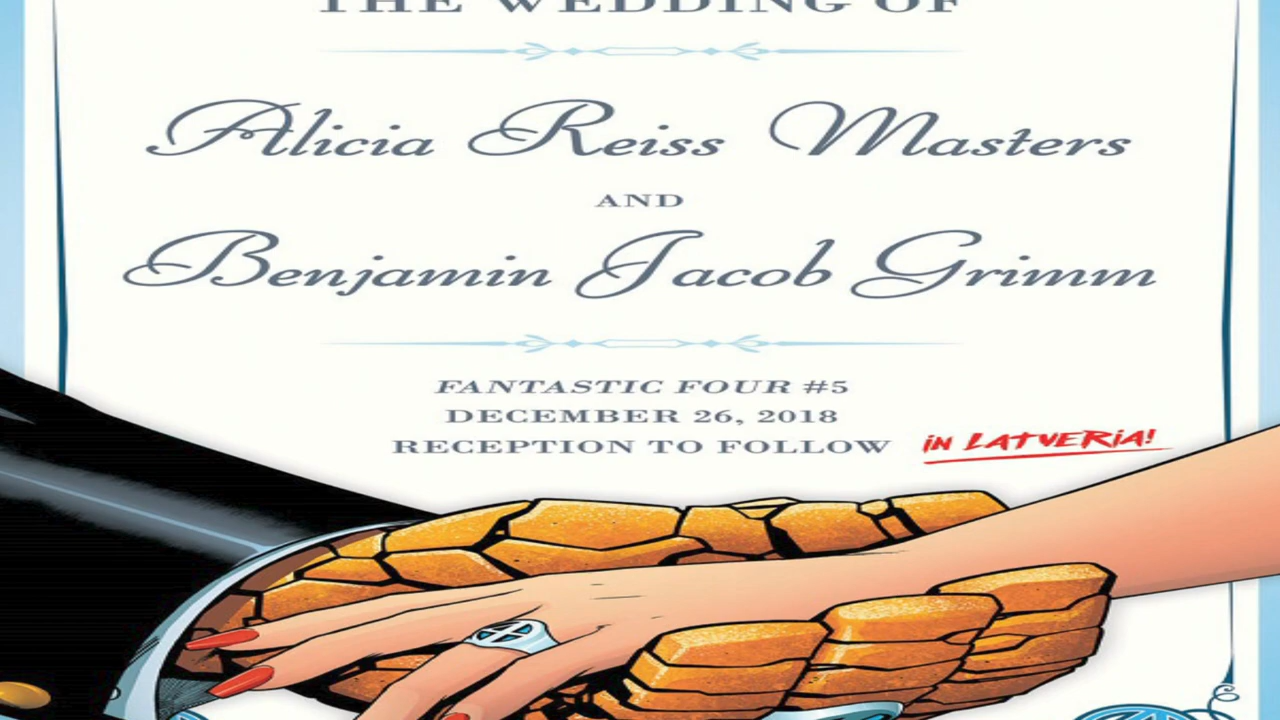 THE WEDDING OF
Alicia Reiss Masters
AND
Benjamin Jacob Grimm
FANTASTIC FOUR #5
DECEMBER 26, 2018
RECEPTION TO FOLLOW iN LATVERiA!